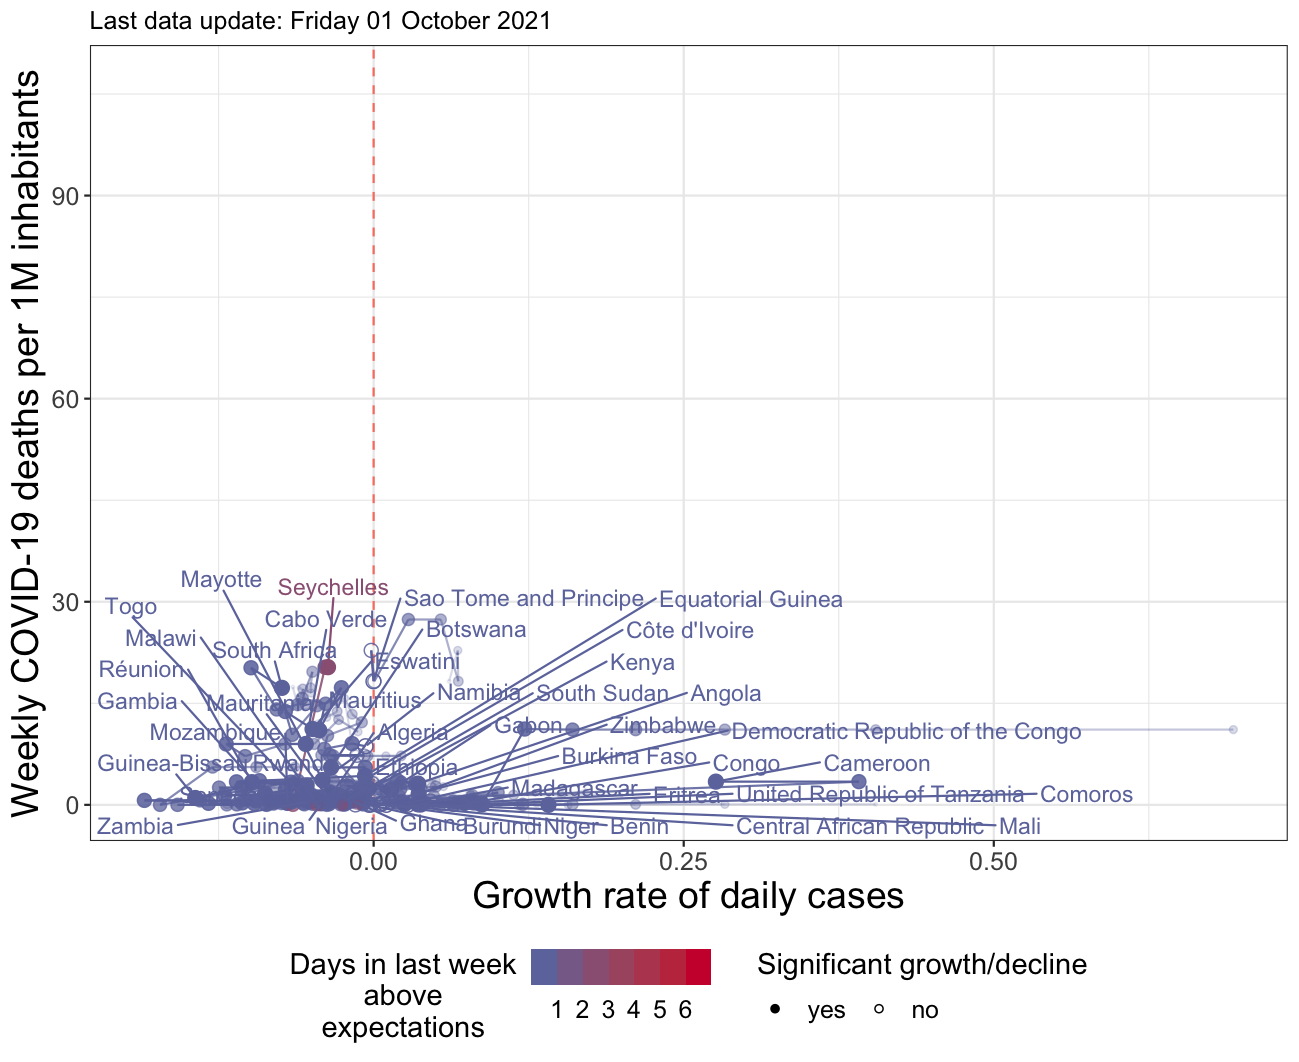 Last data update: Friday 01 October 2021
Weekly COVID-19 deaths per 1M inhabitants
90
60
30
0
Mayotte
Seychelles
Togo
Sao Tome and Principe
Equatorial Guinea
Cabo Verde
Malawi
Botswana
Côte d'Ivoire
South Africa
Eswatini
Kenya
Réunion
Gambia
Mauritania
Mauritius
Namibia
South Sudan
Angola
Mozambique
Algeria
Gabon
Zimbabwe
Democratic Republic of the Congo
Guinea-Bissau
Rwanda
Ethiopia
Burkina Faso
Congo
Cameroon
Madagascar
Eritrea
United Republic of Tanzania
Comoros
Zambia
Guinea
Nigeria
Ghana
Burundi
Niger
Benin
Central African Republic
Mali
0.00
0.25
0.50
Growth rate of daily cases
Days in last week
above
expectations
1 2 3 4 5 6
Significant growth/decline
yes
no